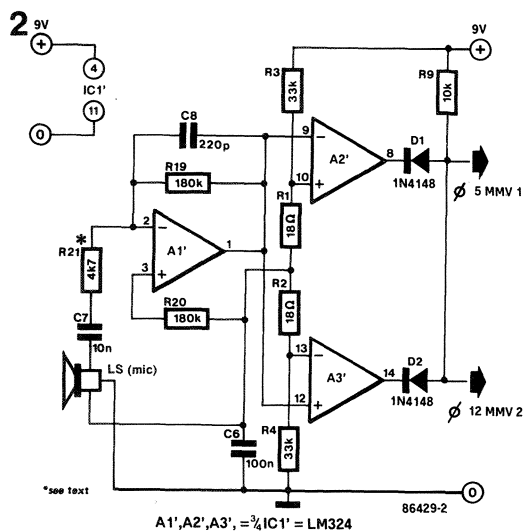 2
9V
+
4
IC1'
11
0
9V
+
R3
33k
R9
10k
C8
220p
R19
180k
9
A2'
8
10
+
D1
1N4148
ϕ 5 MMV 1
R1
18Ω
*
R21
4k7
2
A1'
1
3
+
R20
180k
R2
18Ω
C7
10n
LS (mic)
13
A3'
14
12
+
D2
1N4148
ϕ 12 MMV 2
C6
100n
R4
33k
*see text
0
86429-2
A1',A2',A3', =¾IC1' = LM324